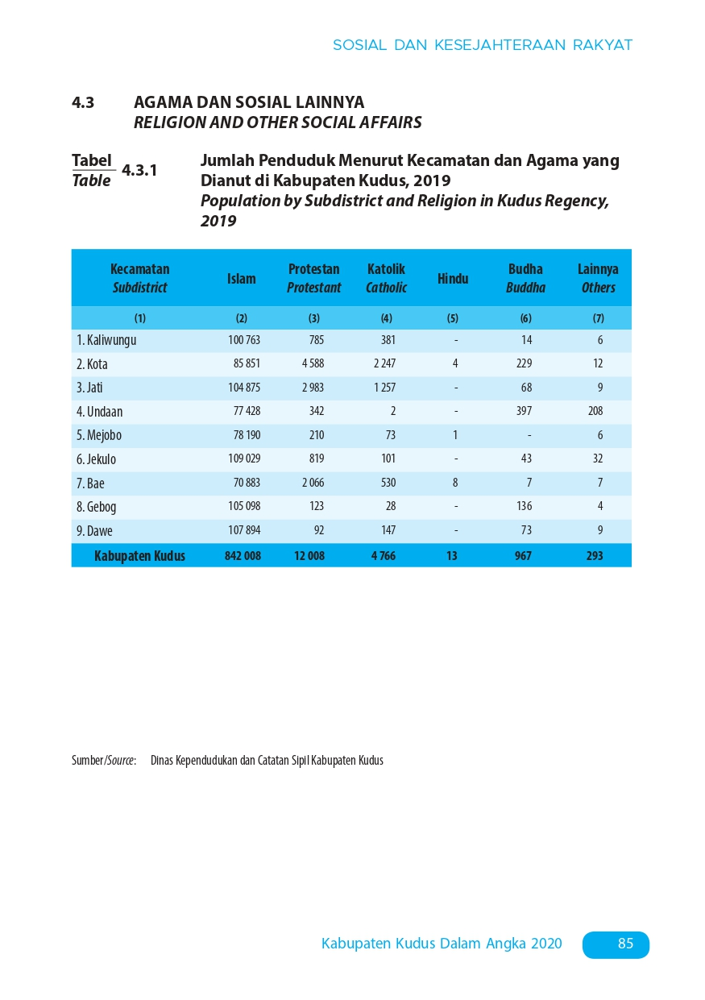 SOSIAL DAN KESEJAHTERAAN RAKYAT
4.3 AGAMA DAN SOSIAL LAINNYA
RELIGION AND OTHER SOCIAL AFFAIRS
Tabel
Table
4.3.1
Jumlah Penduduk Menurut Kecamatan dan Agama yang
Dianut di Kabupaten Kudus, 2019
Population by Subdistrict and Religion in Kudus Regency,
2019
Kecamatan Subdistrict Islam Protestan Protestant Katolik Catholic Hindu Budha Buddha Lainnya Others
(1) (2) (3) (4) (5) (6) (7)
1. Kaliwungu 100 763 785 381 - 14 6
2. Kota 85 851 4 588 2 247 4 229 12
3. Jati 104 875 2 983 1 257 - 68 9
4. Undaan 77 428 342 2 - 397 208
5. Mejobo 78 190 210 73 1 - 6
6. Jekulo 109 029 819 101 - 43 32
7. Bae 70 883 2 066 530 8 7 7
8. Gebog 105 098 123 28 - 136 4
9. Dawe 107 894 92 147 - 73 9
Kabupaten Kudus 842 008 12 008 4 766 13 967 293
Sumber/Source: Dinas Kependudukan dan Catatan Sipil Kabupaten Kudus
Kabupaten Kudus Dalam Angka 2020 85